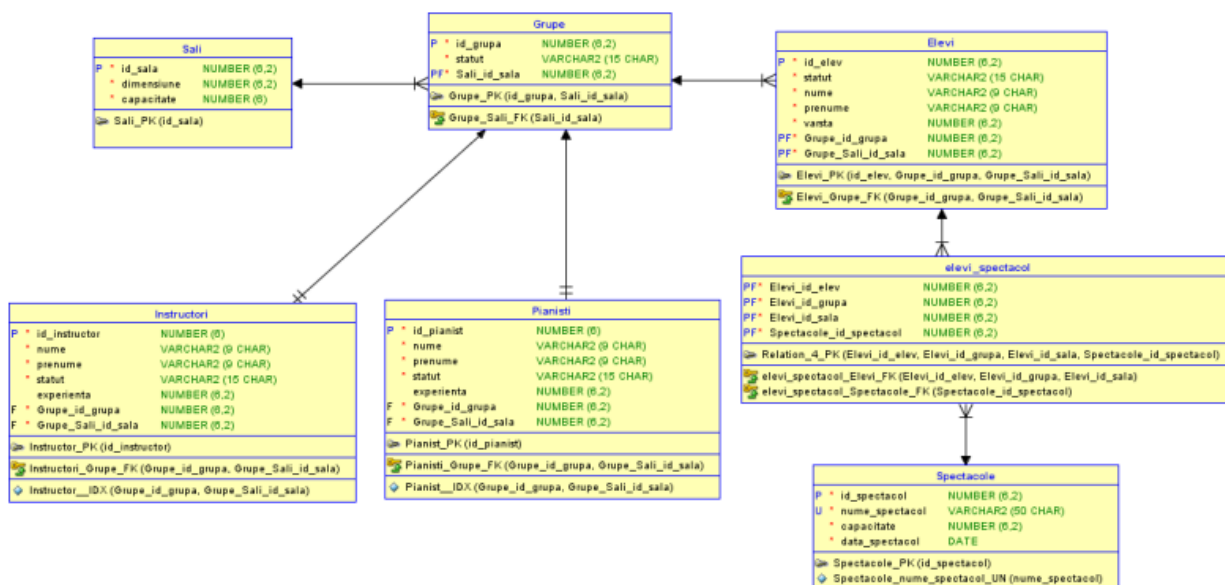 Sali
P * id_sala NUMBER (6,2)
* dimensiune NUMBER (6,2)
* capacitate NUMBER (6)
Sali_PK (id_sala)
Grupe
P * id_grupa NUMBER (6,2)
* statut VARCHAR2 (15 CHAR)
PF* Sali_id_sala NUMBER (6,2)
Grupe_PK (id_grupa, Sali_id_sala)
Grupe_Sali_FK (Sali_id_sala)
Elevi
P * id_elev NUMBER (6,2)
* statut VARCHAR2 (15 CHAR)
* nume VARCHAR2 (9 CHAR)
* prenume VARCHAR2 (9 CHAR)
* varsta NUMBER (6,2)
PF* Grupe_id_grupa NUMBER (6,2)
PF* Grupe_Sali_id_sala NUMBER (6,2)
Elevi_PK (id_elev, Grupe_id_grupa, Grupe_Sali_id_sala)
Elevi_Grupe_FK (Grupe_id_grupa, Grupe_Sali_id_sala)
Instructori
P * id_instructor NUMBER (6)
* nume VARCHAR2 (9 CHAR)
* prenume VARCHAR2 (9 CHAR)
* statut VARCHAR2 (15 CHAR)
experienta NUMBER (6,2)
F * Grupe_id_grupa NUMBER (6,2)
F * Grupe_Sali_id_sala NUMBER (6,2)
Instructor_PK (id_instructor)
Instructori_Grupe_FK (Grupe_id_grupa, Grupe_Sali_id_sala)
Instructor__IDX (Grupe_id_grupa, Grupe_Sali_id_sala)
Pianisti
P * id_pianist NUMBER (6)
* nume VARCHAR2 (9 CHAR)
* prenume VARCHAR2 (9 CHAR)
* statut VARCHAR2 (15 CHAR)
experienta NUMBER (6,2)
F * Grupe_id_grupa NUMBER (6,2)
F * Grupe_Sali_id_sala NUMBER (6,2)
Pianist_PK (id_pianist)
Pianisti_Grupe_FK (Grupe_id_grupa, Grupe_Sali_id_sala)
Pianist__IDX (Grupe_id_grupa, Grupe_Sali_id_sala)
elevi_spectacol
PF* Elevi_id_elev NUMBER (6,2)
PF* Elevi_id_grupa NUMBER (6,2)
PF* Elevi_id_sala NUMBER (6,2)
PF* Spectacole_id_spectacol NUMBER (6,2)
Relation_4_PK (Elevi_id_elev, Elevi_id_grupa, Elevi_id_sala, Spectacole_id_spectacol)
elevi_spectacol_Elevi_FK (Elevi_id_elev, Elevi_id_grupa, Elevi_id_sala)
elevi_spectacol_Spectacole_FK (Spectacole_id_spectacol)
Spectacole
P * id_spectacol NUMBER (6,2)
U * nume_spectacol VARCHAR2 (50 CHAR)
* capacitate NUMBER (6,2)
* data_spectacol DATE
Spectacole_PK (id_spectacol)
Spectacole_nume_spectacol_UN (nume_spectacol)